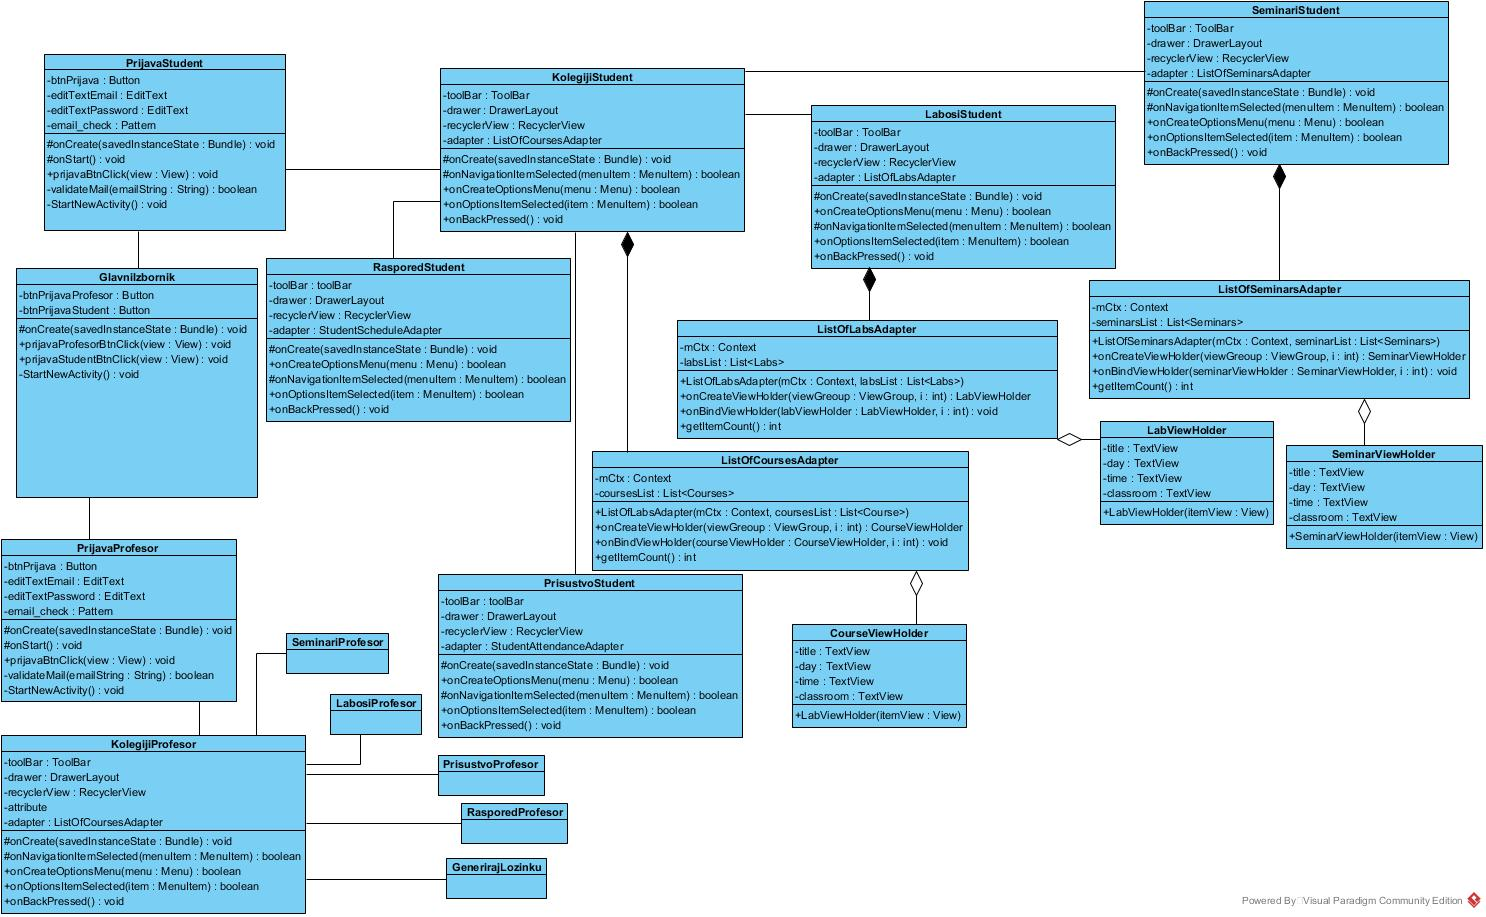 SeminariStudent
-toolBar : ToolBar
-drawer : DrawerLayout
-recyclerView : RecyclerView
-adapter : ListOfSeminarsAdapter
#onCreate(savedInstanceState : Bundle) : void
#onNavigationItemSelected(menuItem : MenuItem) : boolean
+onCreateOptionsMenu(menu : Menu) : boolean
+onOptionsItemSelected(item : MenuItem) : boolean
+onBackPressed() : void
PrijavaStudent
-btnPrijava : Button
-editTextEmail : EditText
-editTextPassword : EditText
-email_check : Pattern
#onCreate(savedInstanceState : Bundle) : void
#onStart() : void
+prijavaBtnClick(view : View) : void
-validateMail(emailString : String) : boolean
-StartNewActivity() : void
KolegijiStudent
-toolBar : ToolBar
-drawer : DrawerLayout
-recyclerView : RecyclerView
-adapter : ListOfCoursesAdapter
#onCreate(savedInstanceState : Bundle) : void
#onNavigationItemSelected(menuItem : MenuItem) : boolean
+onCreateOptionsMenu(menu : Menu) : boolean
+onOptionsItemSelected(item : MenuItem) : boolean
+onBackPressed() : void
LabosiStudent
-toolBar : ToolBar
-drawer : DrawerLayout
-recyclerView : RecyclerView
-adapter : ListOfLabsAdapter
#onCreate(savedInstanceState : Bundle) : void
+onCreateOptionsMenu(menu : Menu) : boolean
#onNavigationItemSelected(menuItem : MenuItem) : boolean
+onOptionsItemSelected(item : MenuItem) : boolean
+onBackPressed() : void
GlavniIzbornik
-btnPrijavaProfesor : Button
-btnPrijavaStudent : Button
#onCreate(savedInstanceState : Bundle) : void
+prijavaProfesorBtnClick(view : View) : void
+prijavaStudentBtnClick(view : View) : void
-StartNewActivity() : void
RasporedStudent
-toolBar : toolBar
-drawer : DrawerLayout
-recyclerView : RecyclerView
-adapter : StudentScheduleAdapter
#onCreate(savedInstanceState : Bundle) : void
+onCreateOptionsMenu(menu : Menu) : boolean
#onNavigationItemSelected(menuItem : MenuItem) : boolean
+onOptionsItemSelected(item : MenuItem) : boolean
+onBackPressed() : void
ListOfSeminarsAdapter
-mCtx : Context
-seminarsList : List<Seminars>
+ListOfSeminarsAdapter(mCtx : Context, seminarList : List<Seminars>)
+onCreateViewHolder(viewGreoup : ViewGroup, i : int) : SeminarViewHolder
+onBindViewHolder(seminarViewHolder : SeminarViewHolder, i : int) : void
+getItemCount() : int
ListOfLabsAdapter
-mCtx : Context
-labsList : List<Labs>
+ListOfLabsAdapter(mCtx : Context, labsList : List<Labs>)
+onCreateViewHolder(viewGreoup : ViewGroup, i : int) : LabViewHolder
+onBindViewHolder(labViewHolder : LabViewHolder, i : int) : void
+getItemCount() : int
LabViewHolder
-title : TextView
-day : TextView
-time : TextView
-classroom : TextView
+LabViewHolder(itemView : View)
SeminarViewHolder
-title : TextView
-day : TextView
-time : TextView
-classroom : TextView
+SeminarViewHolder(itemView : View)
ListOfCoursesAdapter
-mCtx : Context
-coursesList : List<Courses>
+ListOfLabsAdapter(mCtx : Context, coursesList : List<Course>)
+onCreateViewHolder(viewGreoup : ViewGroup, i : int) : CourseViewHolder
+onBindViewHolder(courseViewHolder : CourseViewHolder, i : int) : void
+getItemCount() : int
PrijavaProfesor
-btnPrijava : Button
-editTextEmail : EditText
-editTextPassword : EditText
-email_check : Pattern
#onCreate(savedInstanceState : Bundle) : void
#onStart() : void
+prijavaBtnClick(view : View) : void
-validateMail(emailString : String) : boolean
-StartNewActivity() : void
PrisustvoStudent
-toolBar : toolBar
-drawer : DrawerLayout
-recyclerView : RecyclerView
-adapter : StudentAttendanceAdapter
#onCreate(savedInstanceState : Bundle) : void
+onCreateOptionsMenu(menu : Menu) : boolean
#onNavigationItemSelected(menuItem : MenuItem) : boolean
+onOptionsItemSelected(item : MenuItem) : boolean
+onBackPressed() : void
CourseViewHolder
-title : TextView
-day : TextView
-time : TextView
-classroom : TextView
+LabViewHolder(itemView : View)
SeminariProfesor
LabosiProfesor
KolegijiProfesor
-toolBar : ToolBar
-drawer : DrawerLayout
-recyclerView : RecyclerView
-attribute
-adapter : ListOfCoursesAdapter
#onCreate(savedInstanceState : Bundle) : void
#onNavigationItemSelected(menuItem : MenuItem) : boolean
+onCreateOptionsMenu(menu : Menu) : boolean
+onOptionsItemSelected(item : MenuItem) : boolean
+onBackPressed() : void
PrisustvoProfesor
RasporedProfesor
GenerirajLozinku
Powered By Visual Paradigm Community Edition